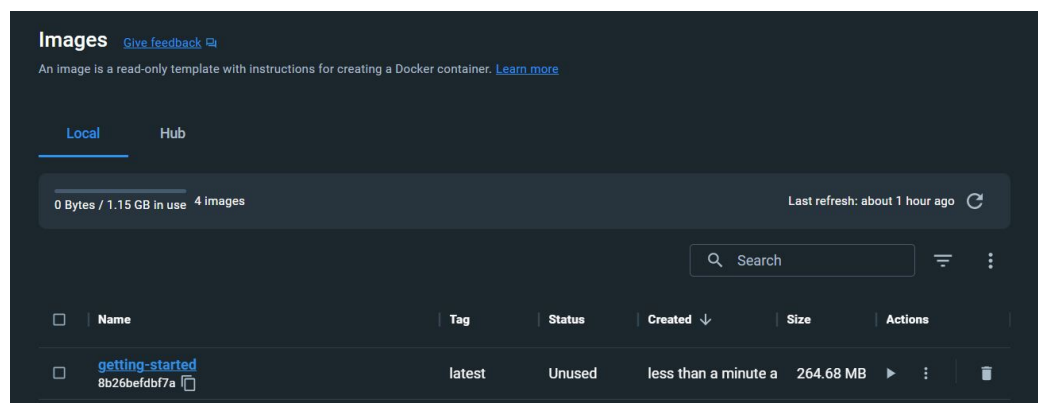 Images Give feedback
An image is a read-only template with instructions for creating a Docker container. Learn more
Local Hub
0 Bytes / 1.15 GB in use 4 images Last refresh: about 1 hour ago
Search
Name Tag Status Created Size Actions
getting-started latest Unused less than a minute a 264.68 MB
8b26befdbf7a